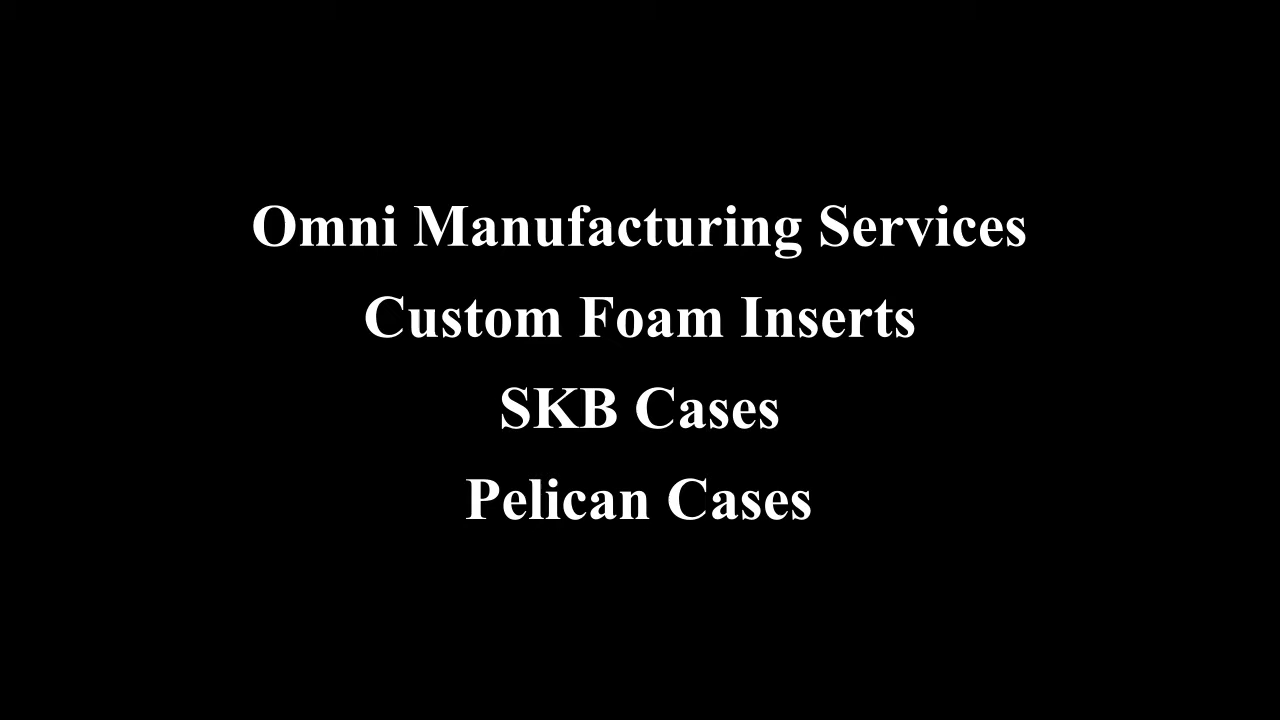 Omni Manufacturing Services
Custom Foam Inserts
SKB Cases
Pelican Cases